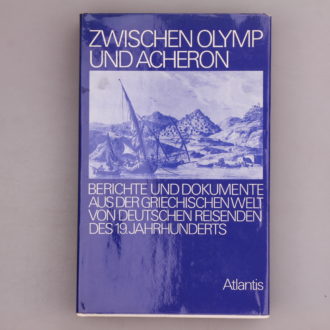 ZWISCHEN OLYMP
UND ACHERON
BERICHTE UND DOKUMENTE
AUS DER GRIECHISCHEN WELT
VON DEUTSCHEN REISENDEN
DES 19. JAHRHUNDERTS
Atlantis